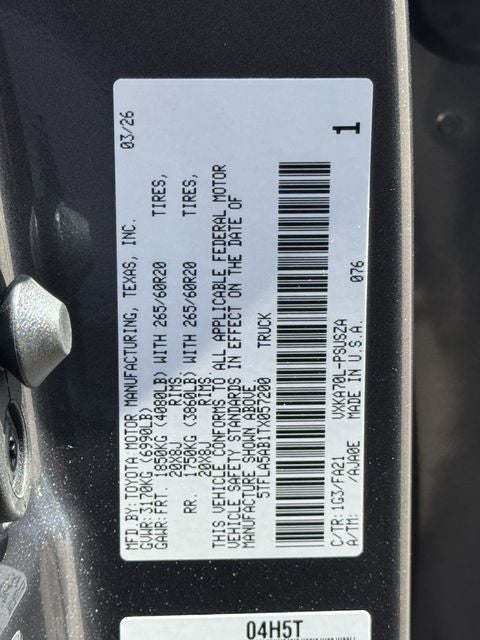 MFD.BY: TOYOTA MOTOR MANUFACTURING, TEXAS, INC. 03/26
GVWR: 3170KG (6990LB)
GAWR: FRT. 1850KG (4080LB) WITH 265/60R20 TIRES,
20X8J RIMS
RR. 1750KG (3860LB) WITH 265/60R20 TIRES,
20X8J RIMS
THIS VEHICLE CONFORMS TO ALL APPLICABLE FEDERAL MOTOR
VEHICLE SAFETY STANDARDS IN EFFECT ON THE DATE OF
MANUFACTURE SHOWN ABOVE.
5TFLA5AB1TX057200 TRUCK
C/TR: 1G3/FA21 VXKA70L-PSUSZA 076
A/TM: /AJA0E MADE IN U.S.A.
1
04H5T